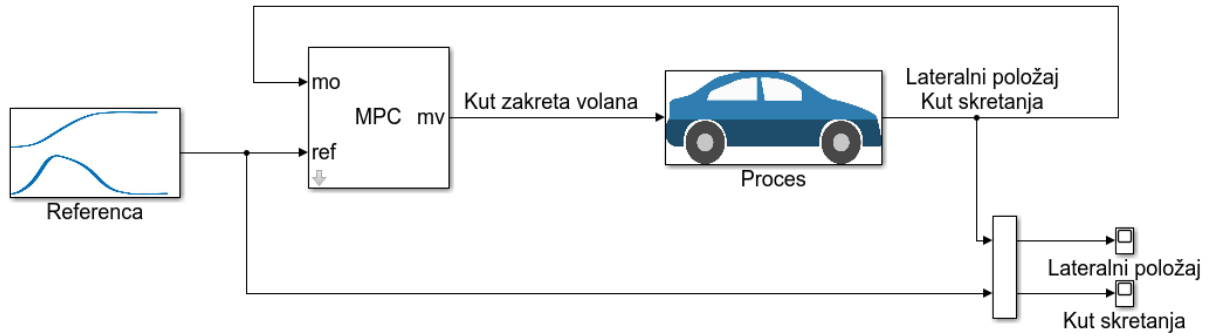 mo
MPC
mv
ref
Referenca
Kut zakreta volana
Proces
Lateralni položaj
Kut skretanja
Lateralni položaj
Kut skretanja